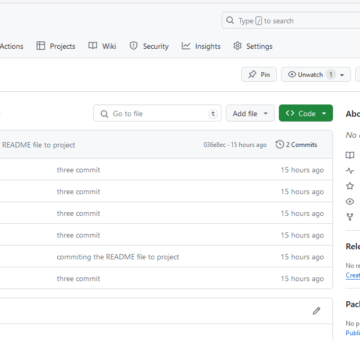 Type / to search
Actions Projects Wiki Security Insights Settings
Pin Unwatch 1
Go to file t Add file Code
README file to project 036e8ec · 15 hours ago 2 Commits
three commit 15 hours ago
three commit 15 hours ago
three commit 15 hours ago
three commit 15 hours ago
commiting the README file to project 15 hours ago
three commit 15 hours ago
Abo
No
Rel
No re
Creat
Pac
No p
Publi